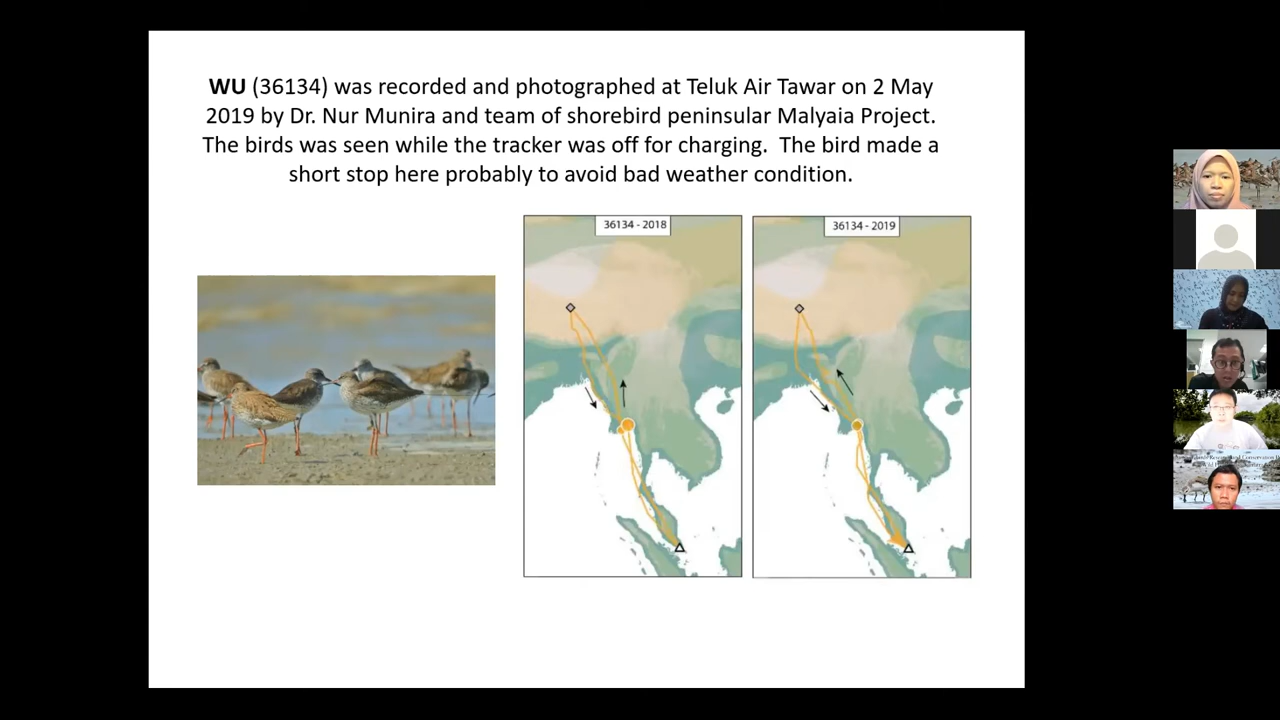 WU (36134) was recorded and photographed at Teluk Air Tawar on 2 May
2019 by Dr. Nur Munira and team of shorebird peninsular Malyaia Project.
The birds was seen while the tracker was off for charging. The bird made a
short stop here probably to avoid bad weather condition.
36134 - 2018
36134 - 2019